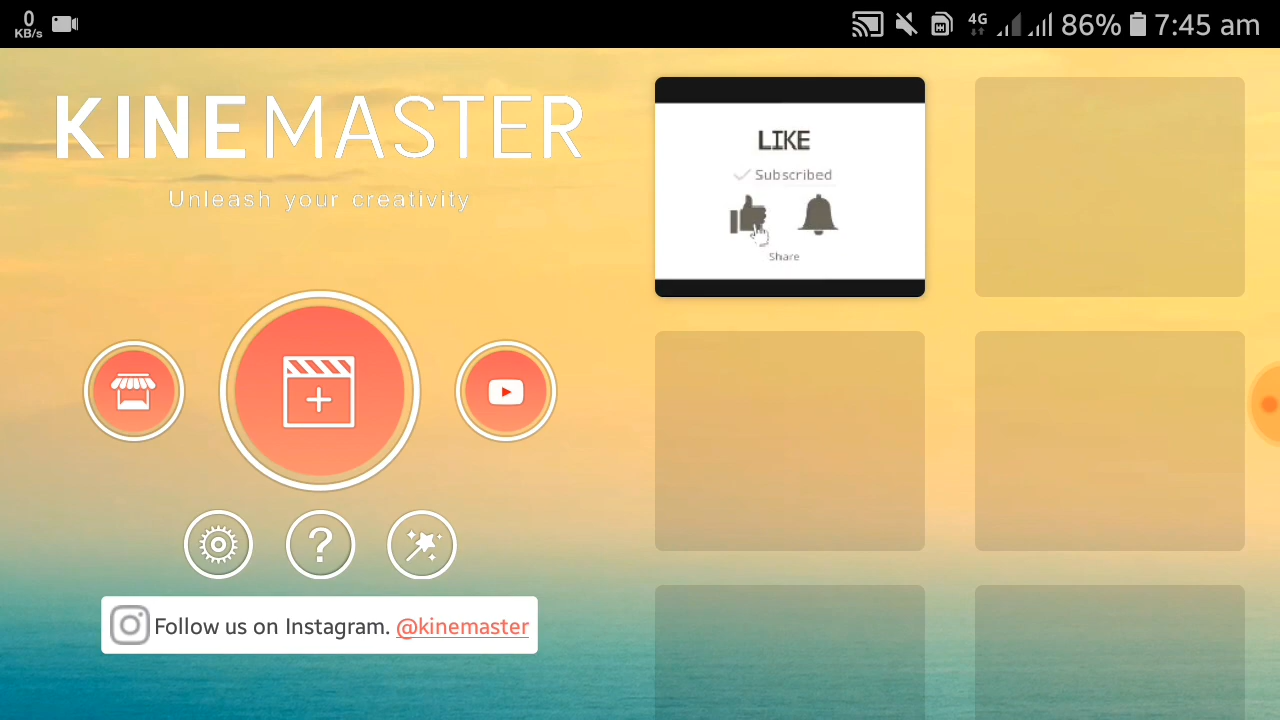 0
KB/s
4G
86%
7:45 am
KINEMASTER
Unleash your creativity
LIKE
Subscribed
Share
?
Follow us on Instagram. @kinemaster